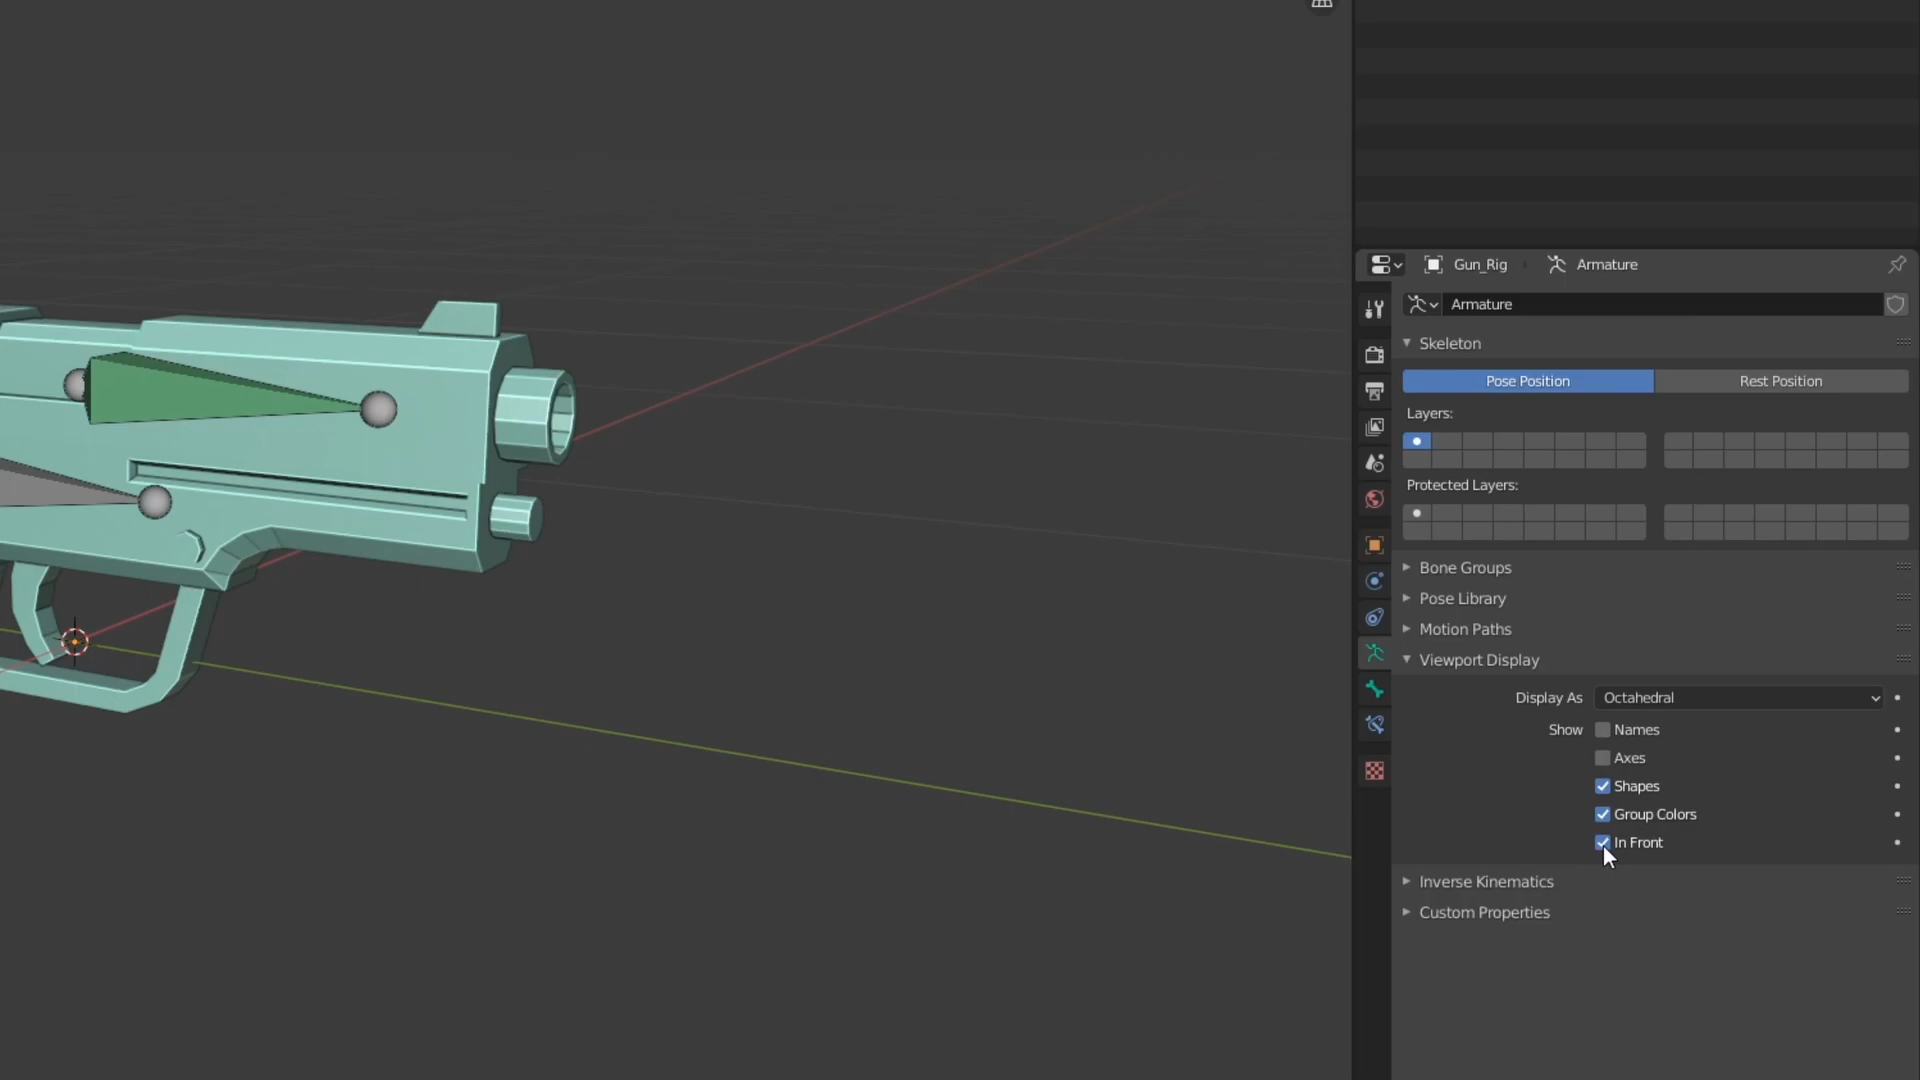 Gun_Rig Armature
Armature
Skeleton
Pose Position Rest Position
Layers:
Protected Layers:
Bone Groups
Pose Library
Motion Paths
Viewport Display
Display As Octahedral
Show Names
Axes
Shapes
Group Colors
In Front
Inverse Kinematics
Custom Properties